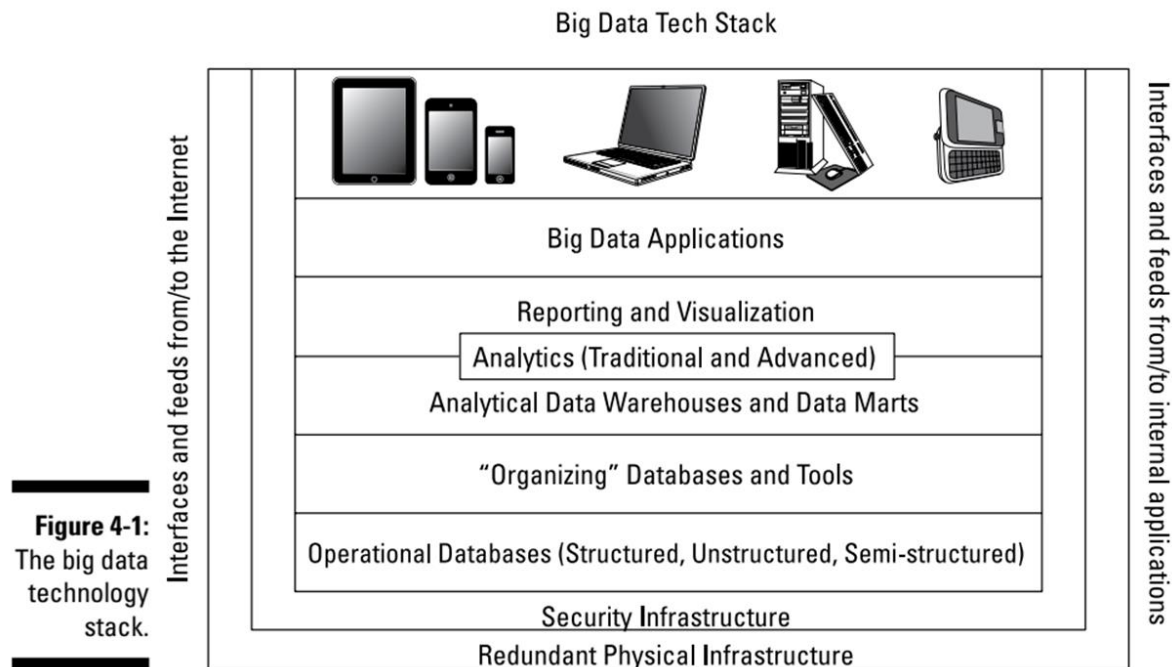 Big Data Tech Stack
Interfaces and feeds from/to the Internet
Interfaces and feeds from/to internal applications
Big Data Applications
Reporting and Visualization
Analytics (Traditional and Advanced)
Analytical Data Warehouses and Data Marts
“Organizing” Databases and Tools
Operational Databases (Structured, Unstructured, Semi-structured)
Security Infrastructure
Redundant Physical Infrastructure
Figure 4-1:
The big data
technology
stack.